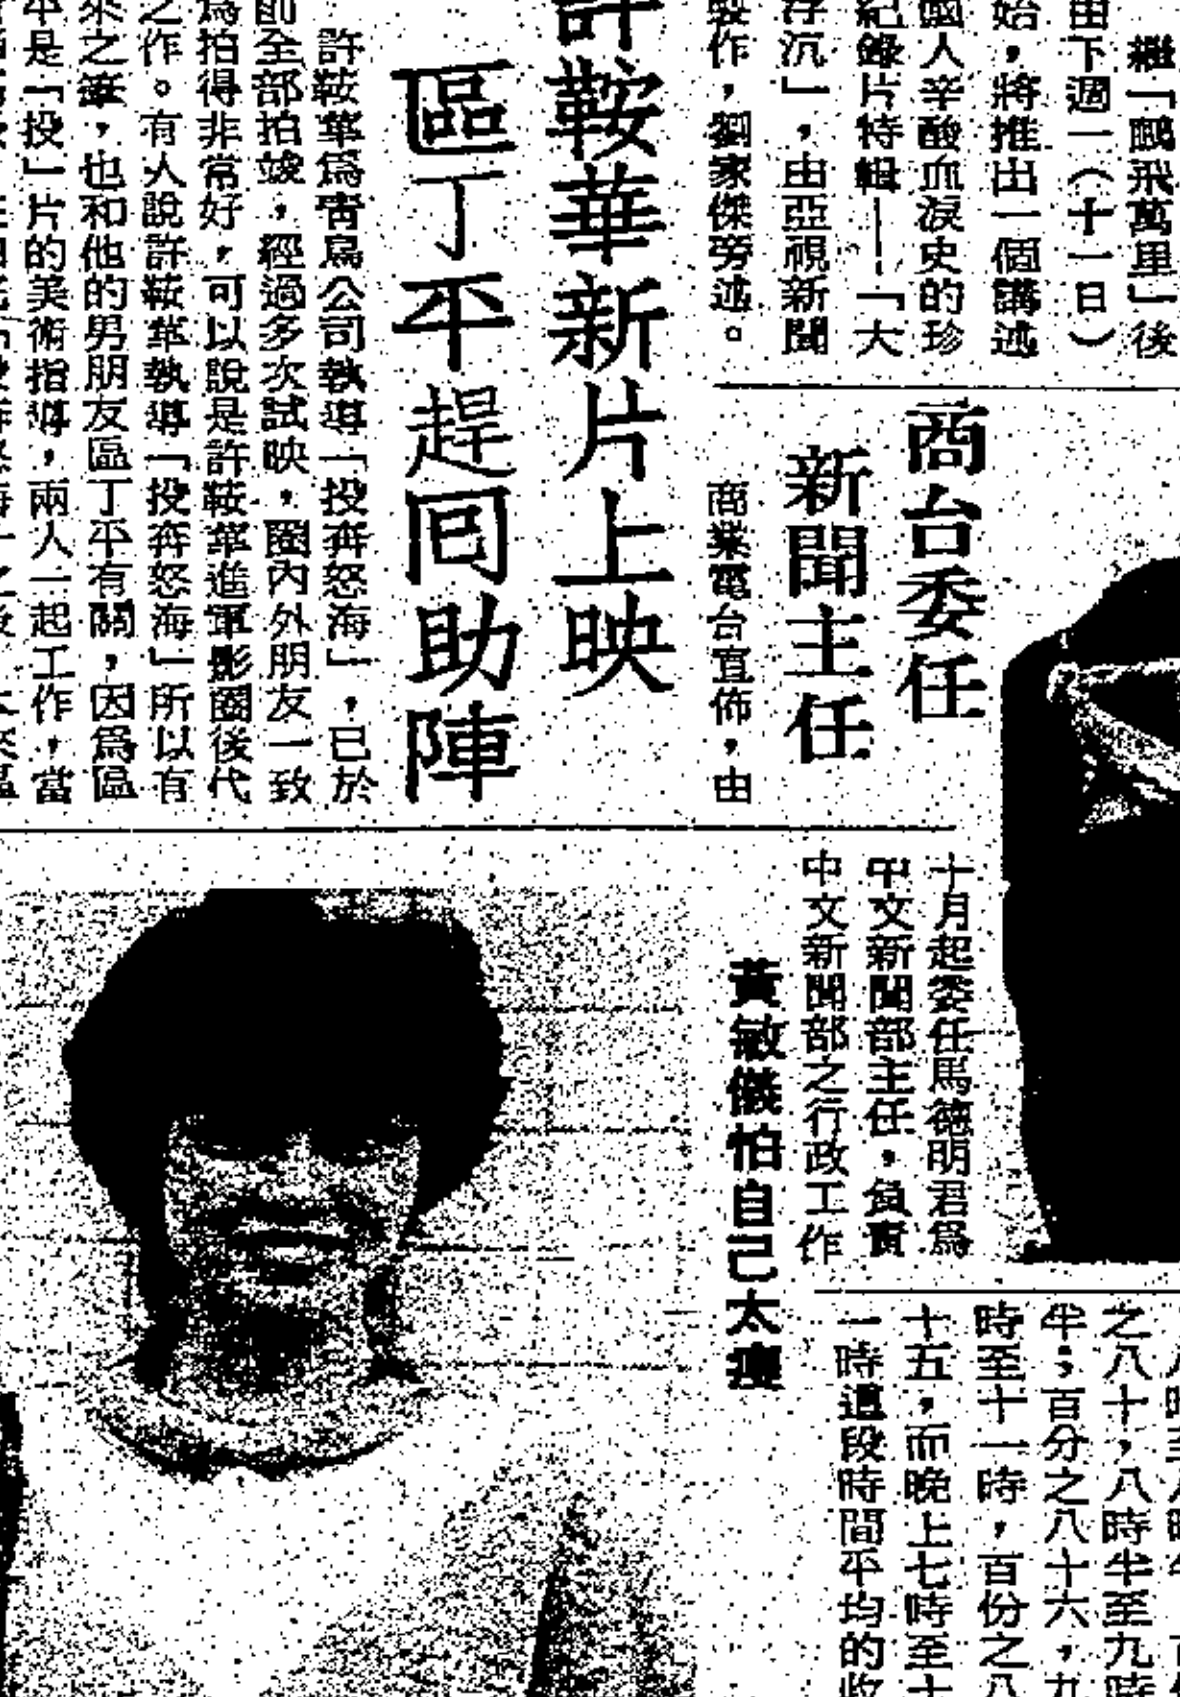 繼「鵬飛萬里」後
由下週一（十一日）
始，將推出一個講述
國人辛酸血淚史的珍
紀錄片特輯——「大
浮沉」，由亞視新聞
製作，劉家傑旁述。
商台委任
新聞主任
商業電台宣佈，由
十月起委任馬德明君爲
中文新聞部主任，負責
中文新聞部之行政工作
許鞍華新片上映
區丁平趕囘助陣
許鞍華爲青鳥公司執導「投奔怒海」，已於
前全部拍竣，經過多次試映，圈內外朋友一致
爲拍得非常好，可以說是許鞍華進軍影圈後代
之作。有人說許鞍華執導「投奔怒海」所以有
來之筆，也和他的男朋友區丁平有關，因爲區
平是「投」片的美術指導，兩人一起工作，當
黃敏儀怕自己太瘦
之八十，八時半至九時
半；百分之八十六，九
時至十一時，百份之八
十五，而晚上七時至十
一時這段時間平均的收